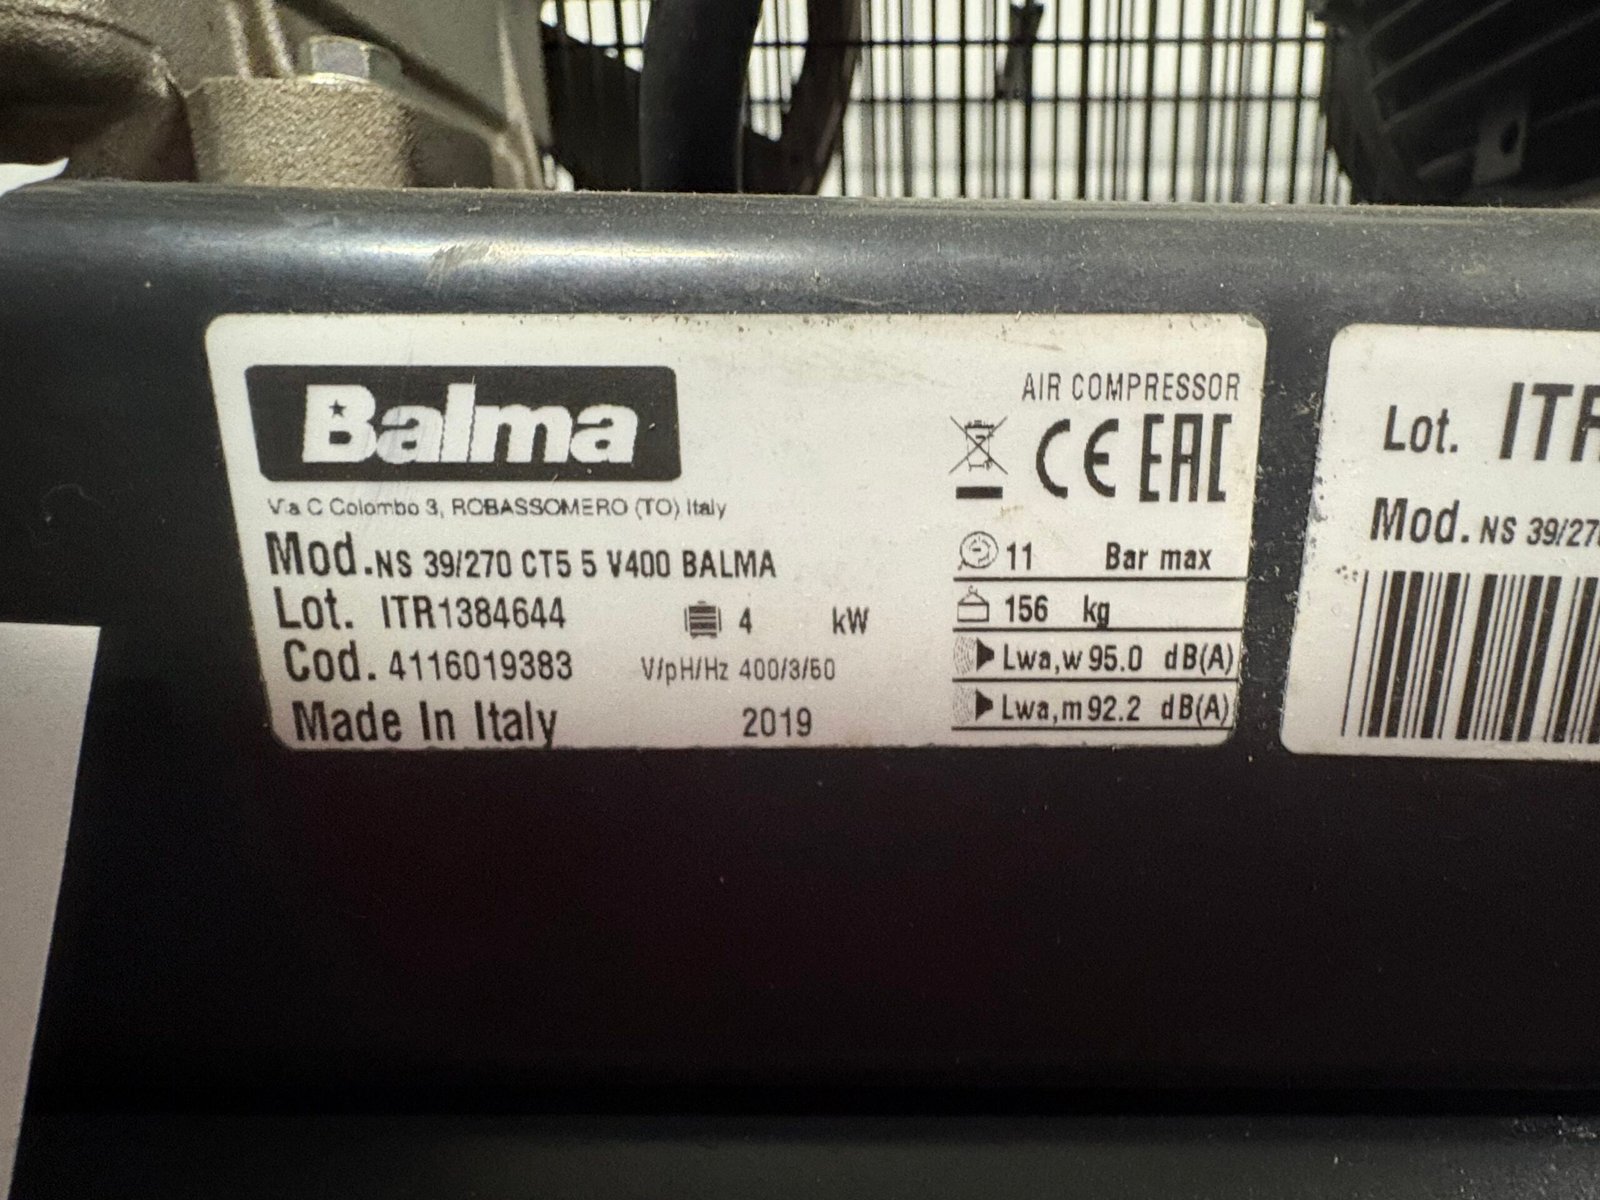 Balma
Via C Colombo 3, ROBASSOMERO (TO) Italy
Mod. NS 39/270 CT5 5 V400 BALMA
Lot. ITR1384644
4 kW
Cod. 4116019383
V/pH/Hz 400/3/50
Made In Italy
2019
AIR COMPRESSOR
CE EAC
11 Bar max
156 kg
Lwa,w 95.0 dB(A)
Lwa,m 92.2 dB(A)
Lot. ITR
Mod. NS 39/27